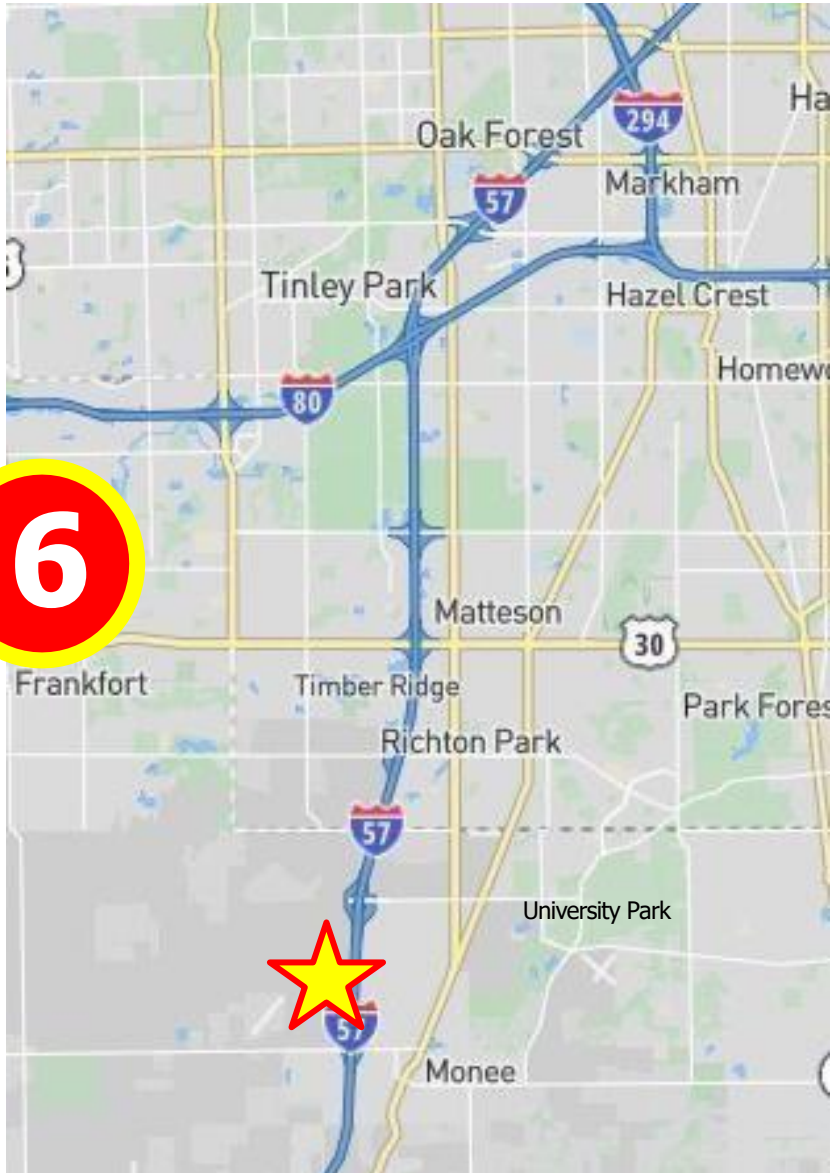 Ha
294
Oak Forest
57
Markham
Tinley Park
Hazel Crest
Homewo
80
6
Matteson
30
Frankfort
Timber Ridge
Park Fores
Richton Park
57
University Park
57
Monee